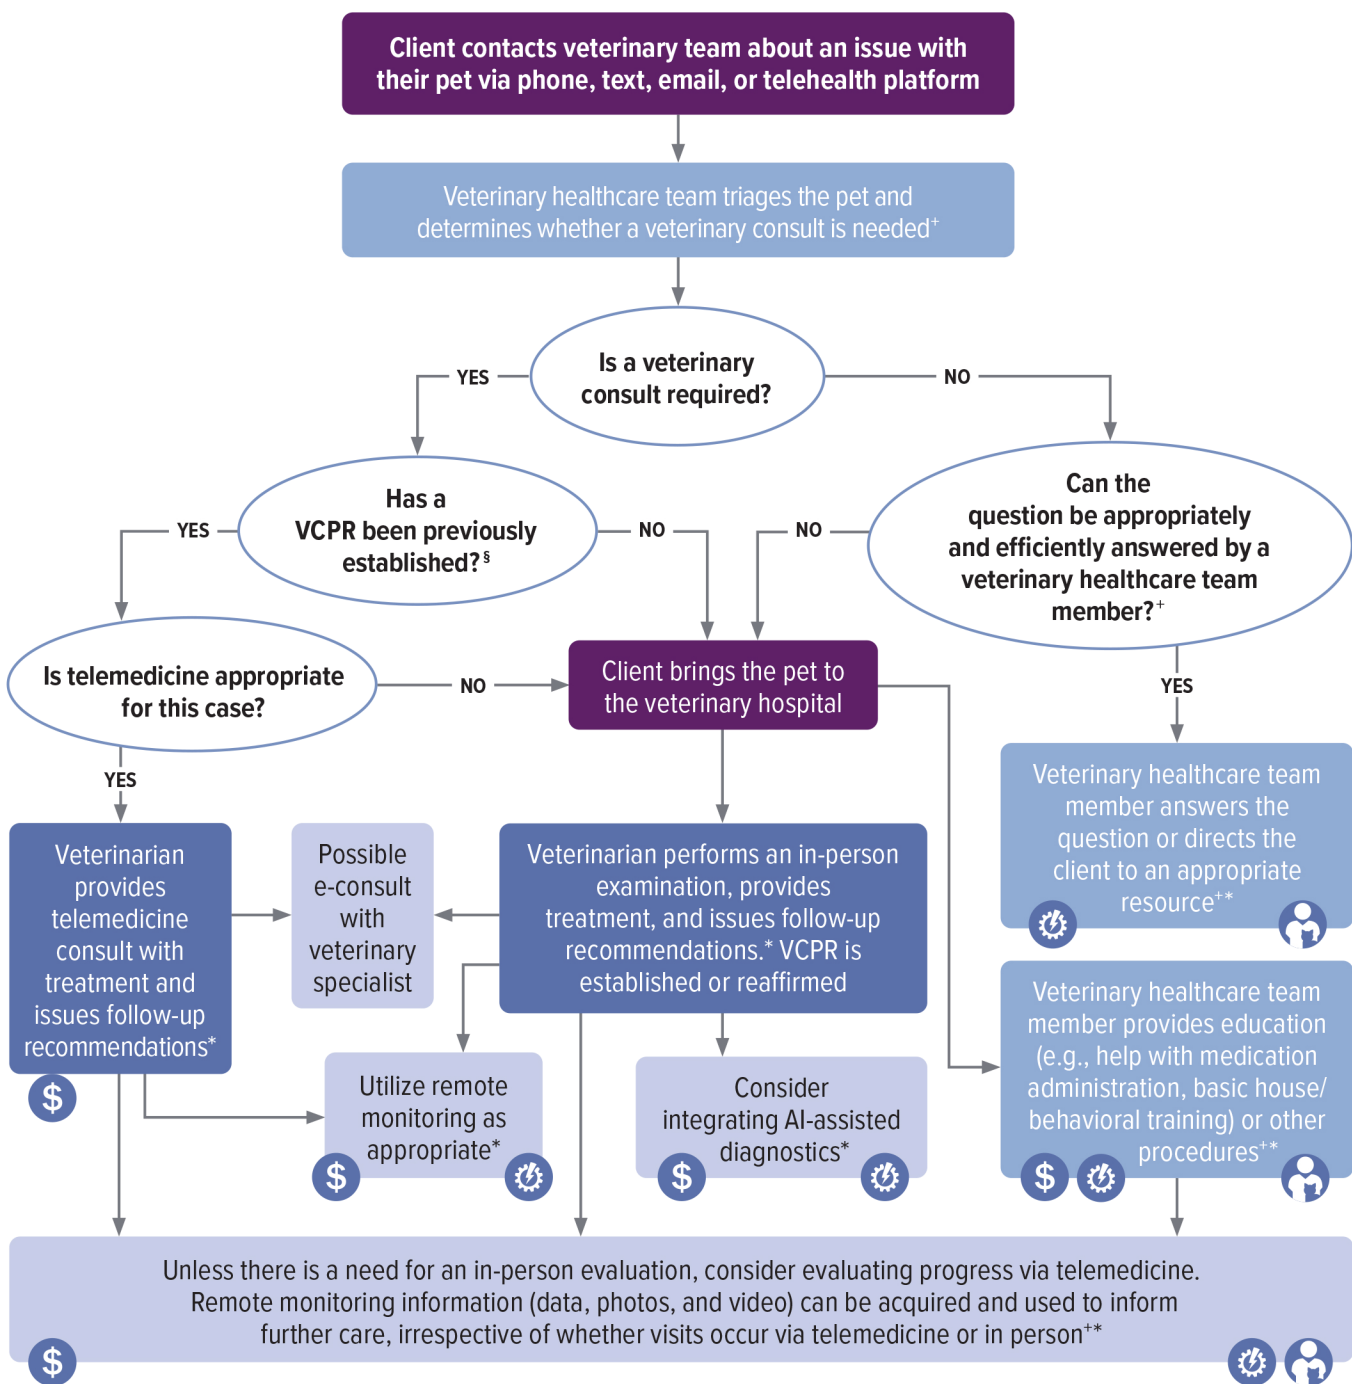 Client contacts veterinary team about an issue with
their pet via phone, text, email, or telehealth platform
Veterinary healthcare team triages the pet and
determines whether a veterinary consult is needed+
Is a veterinary
consult required?
YES
NO
Has a
VCPR been previously
established?§
YES
NO
Can the
question be appropriately
and efficiently answered by a
veterinary healthcare team
member?+
NO
YES
Is telemedicine appropriate
for this case?
NO
YES
Client brings the pet to
the veterinary hospital
Veterinary healthcare team
member answers the
question or directs the
client to an appropriate
resource+*
Veterinarian
provides
telemedicine
consult with
treatment and
issues follow-up
recommendations*
$
Possible
e-consult
with
veterinary
specialist
Veterinarian performs an in-person
examination, provides
treatment, and issues follow-up
recommendations.* VCPR is
established or reaffirmed
Veterinary healthcare team
member provides education
(e.g., help with medication
administration, basic house/
behavioral training) or other
procedures+*
$
Utilize remote
monitoring as
appropriate*
$
Consider
integrating AI-assisted
diagnostics*
$
Unless there is a need for an in-person evaluation, consider evaluating progress via telemedicine.
Remote monitoring information (data, photos, and video) can be acquired and used to inform
further care, irrespective of whether visits occur via telemedicine or in person+*
$